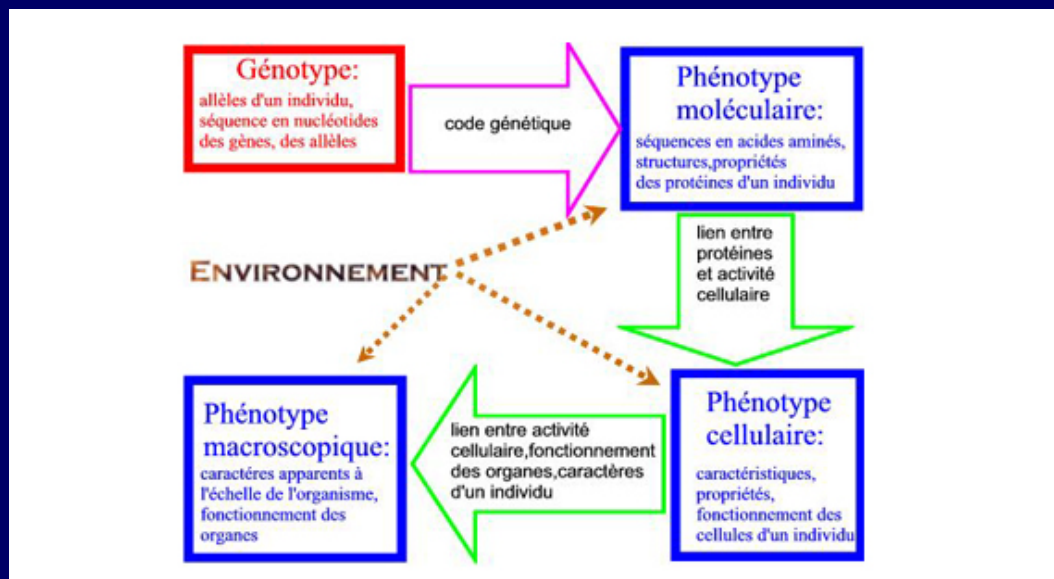 Génotype:
allèles d'un individu,
séquence en nucléotides
des gènes, des allèles
code génétique
Phénotype
moléculaire:
séquences en acides aminés,
structures,propriétés
des protéines d'un individu
lien entre
protéines
et activité
cellulaire
ENVIRONNEMENT
Phénotype
macroscopique:
caractéres apparents à
l'échelle de l'organisme,
fonctionnement des
organes
lien entre activité
cellulaire,fonctionnement
des organes,caractères
d'un individu
Phénotype
cellulaire:
caractéristiques,
propriétés,
fonctionnement des
cellules d'un individu